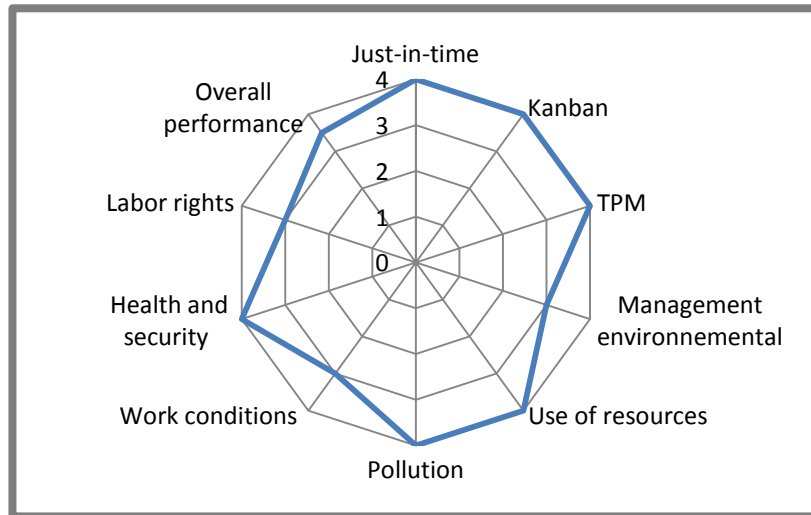 Just-in-time
4
Kanban
3
2
1
0
TPM
Management
environnemental
Use of resources
Pollution
Work conditions
Health and
security
Labor rights
Overall
performance